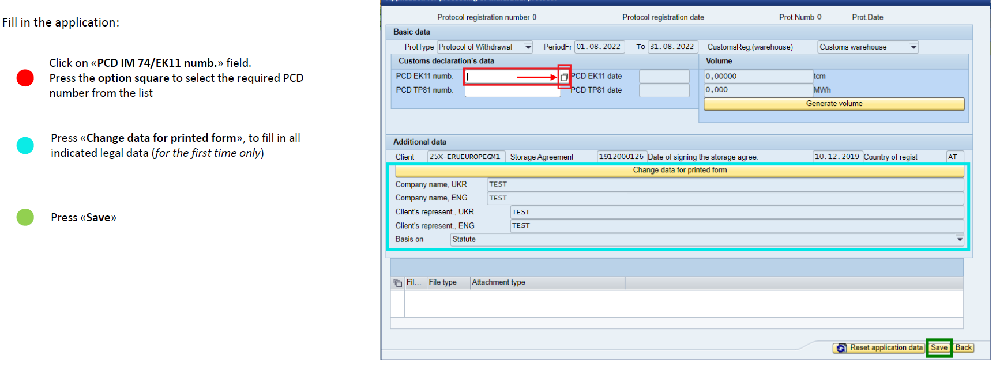 Fill in the application:
Click on «PCD IM 74/EK11 numb.» field.
Press the option square to select the required PCD
number from the list
Press «Change data for printed form», to fill in all
indicated legal data (for the first time only)
Press «Save»
Protocol registration number 0 Protocol registration date Prot.Numb 0 Prot.Date
Basic data
ProtType Protocol of Withdrawal PeriodFr 01.08.2022 To 31.08.2022 CustomsReg.(warehouse) Customs warehouse
Customs declaration's data Volume
PCD EK11 numb. PCD EK11 date 0,00000 tcm
PCD TP81 numb. PCD TP81 date 0,000 MWh
Generate volume
Additional data
Client 25X-ERUEUROPEGM1 Storage Agreement 1912000126 Date of signing the storage agree. 10.12.2019 Country of regist AT
Change data for printed form
Company name, UKR TEST
Company name, ENG TEST
Client's represent., UKR TEST
Client's represent., ENG TEST
Basis on Statute
Fil... File type Attachment type
Reset application data Save Back